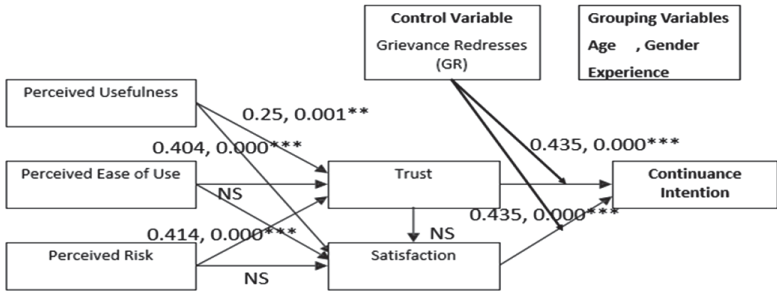 Control Variable
Grievance Redresses
(GR)
Grouping Variables
Age , Gender
Experience
Perceived Usefulness
0.25, 0.001**
0.404, 0.000***
0.435, 0.000***
Perceived Ease of Use
NS
Trust
Continuance
Intention
0.435, 0.000***
0.414, 0.000***
NS
Perceived Risk
NS
Satisfaction